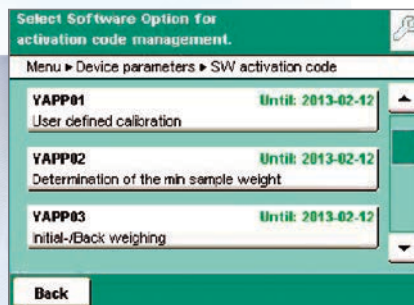 Select Software Option for
activation code management.
Menu ▸ Device parameters ▸ SW activation code
YAPP01 Until: 2013-02-12
User defined calibration
YAPP02 Until: 2013-02-12
Determination of the min sample weight
YAPP03 Until: 2013-02-12
Initial-/Back weighing
Back